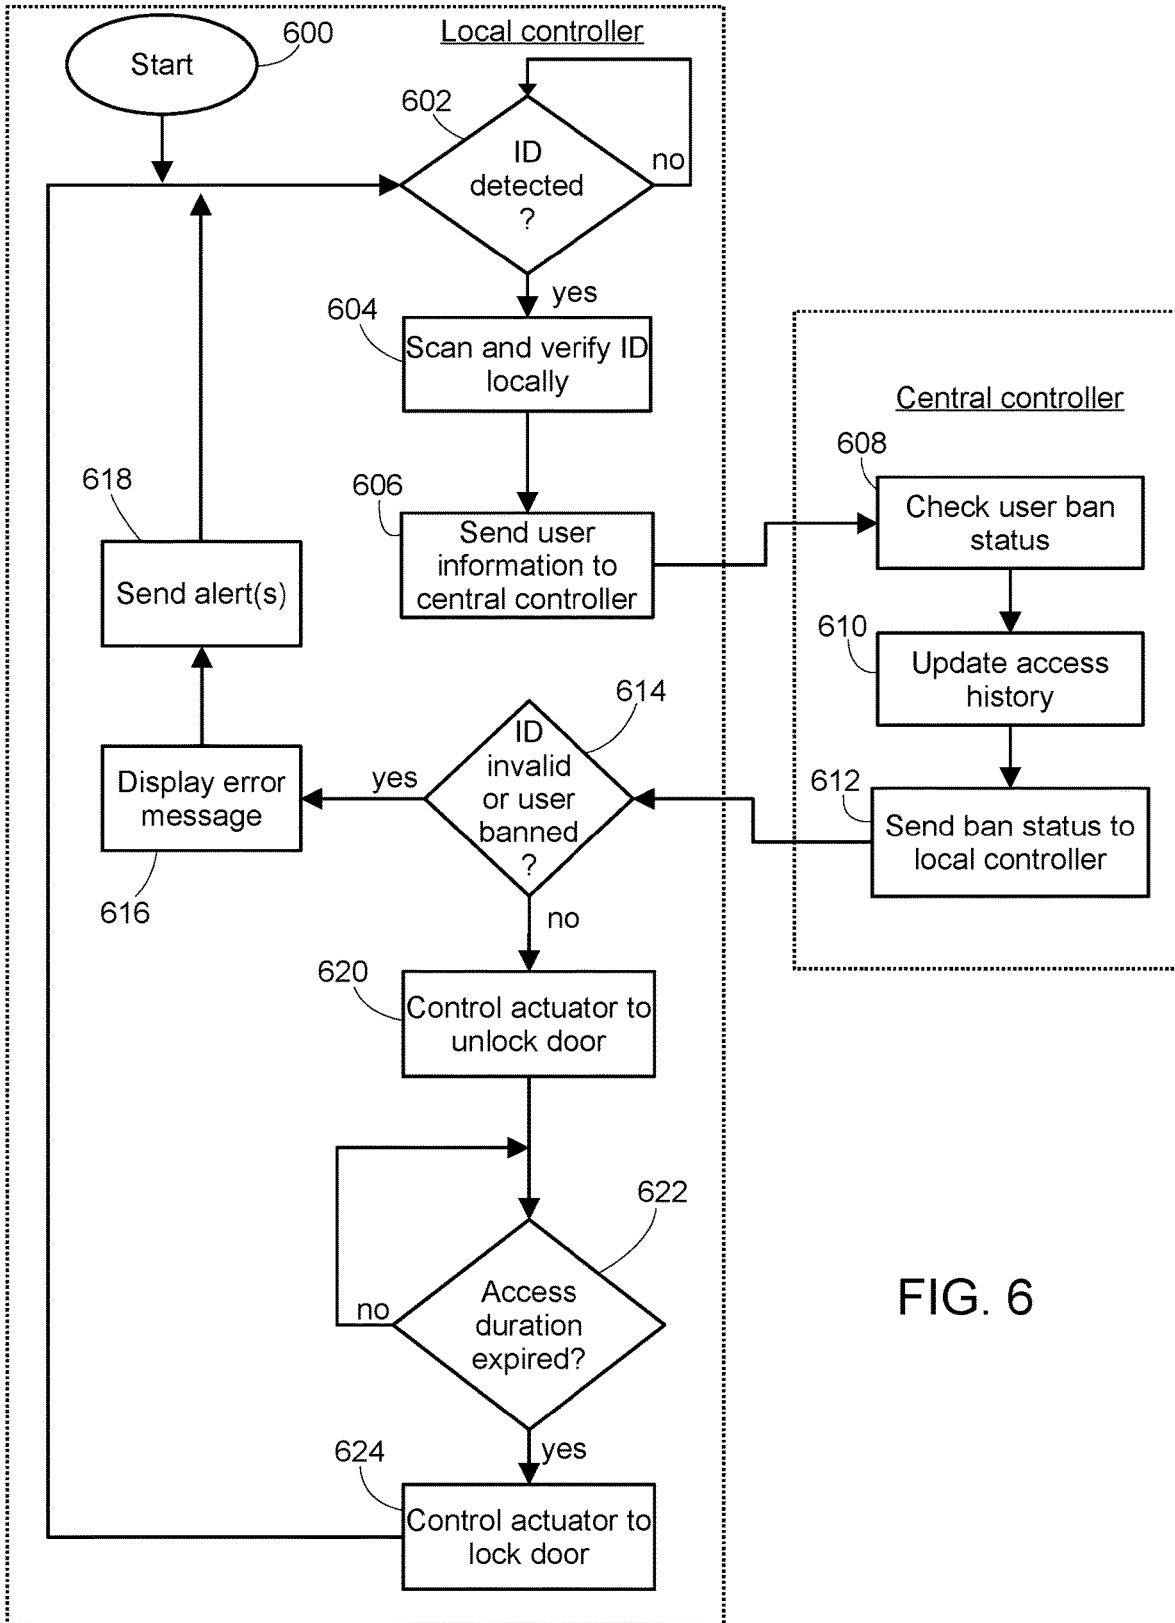 Local controller
600
Start
602
ID
detected
?
no
yes
604
Scan and verify ID
locally
606
Send user
information to
central controller
Central controller
608
Check user ban
status
610
Update access
history
612
Send ban status to
local controller
614
ID
invalid
or user
banned
?
yes
no
616
Display error
message
618
Send alert(s)
620
Control actuator to
unlock door
622
Access
duration
expired?
no
yes
624
Control actuator to
lock door
FIG. 6